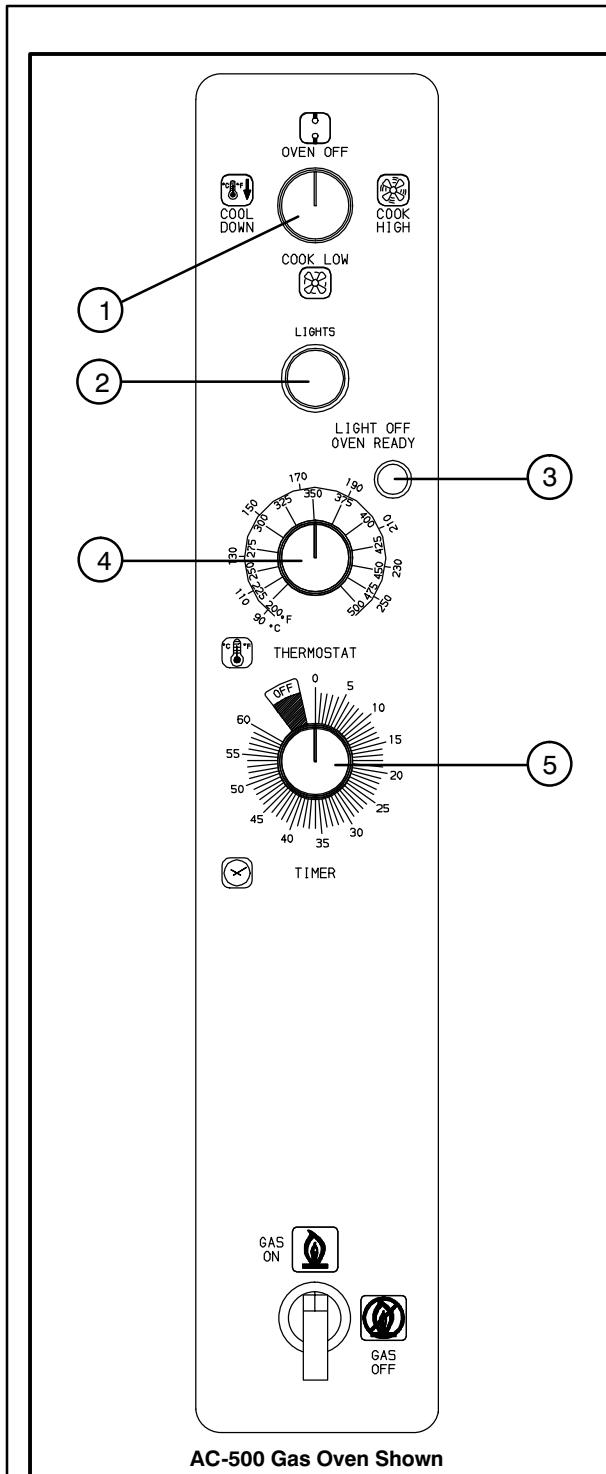 OVEN OFF
°C °F
COOL
DOWN
COOK
HIGH
COOK LOW
1
LIGHTS
2
LIGHT OFF
OVEN READY
3
90 110 130 150 170 190 210 230 250
°C
200 225 250 275 300 325 350 375 400 425 450 475 500
°F
4
°C °F
THERMOSTAT
OFF 0 5 10 15 20 25 30 35 40 45 50 55 60
5
TIMER
GAS
ON
GAS
OFF
AC-500 Gas Oven Shown